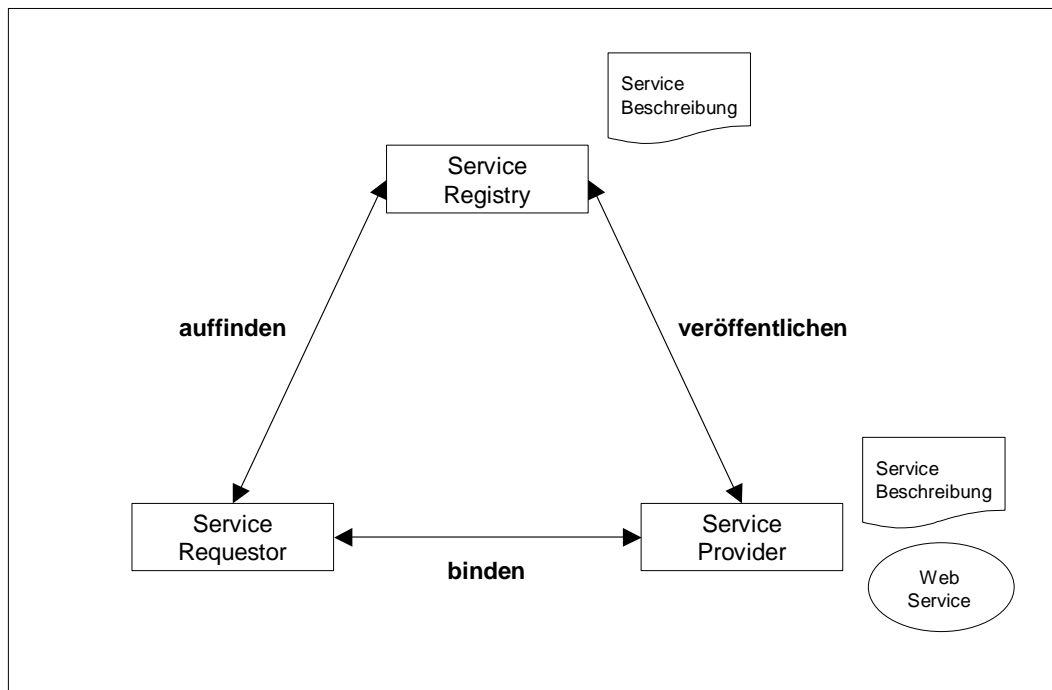 Service
Beschreibung
Service
Registry
auffinden
veröffentlichen
Service
Beschreibung
Service
Requestor
binden
Service
Provider
Web
Service